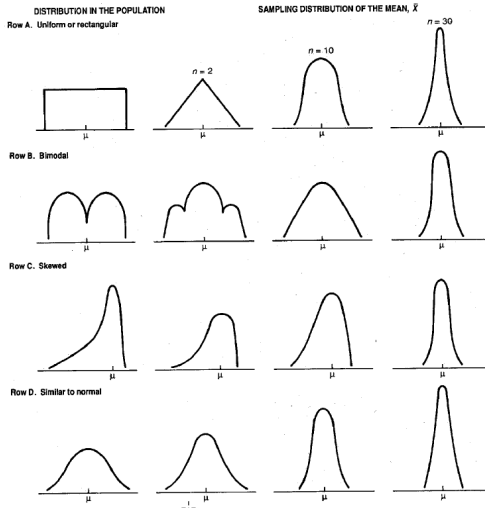 DISTRIBUTION IN THE POPULATION
SAMPLING DISTRIBUTION OF THE MEAN, X̄
Row A. Uniform or rectangular
n = 2
n = 10
n = 30
μ
μ
μ
μ
Row B. Bimodal
μ
μ
μ
μ
Row C. Skewed
μ
μ
μ
μ
Row D. Similar to normal
μ
μ
μ
μ